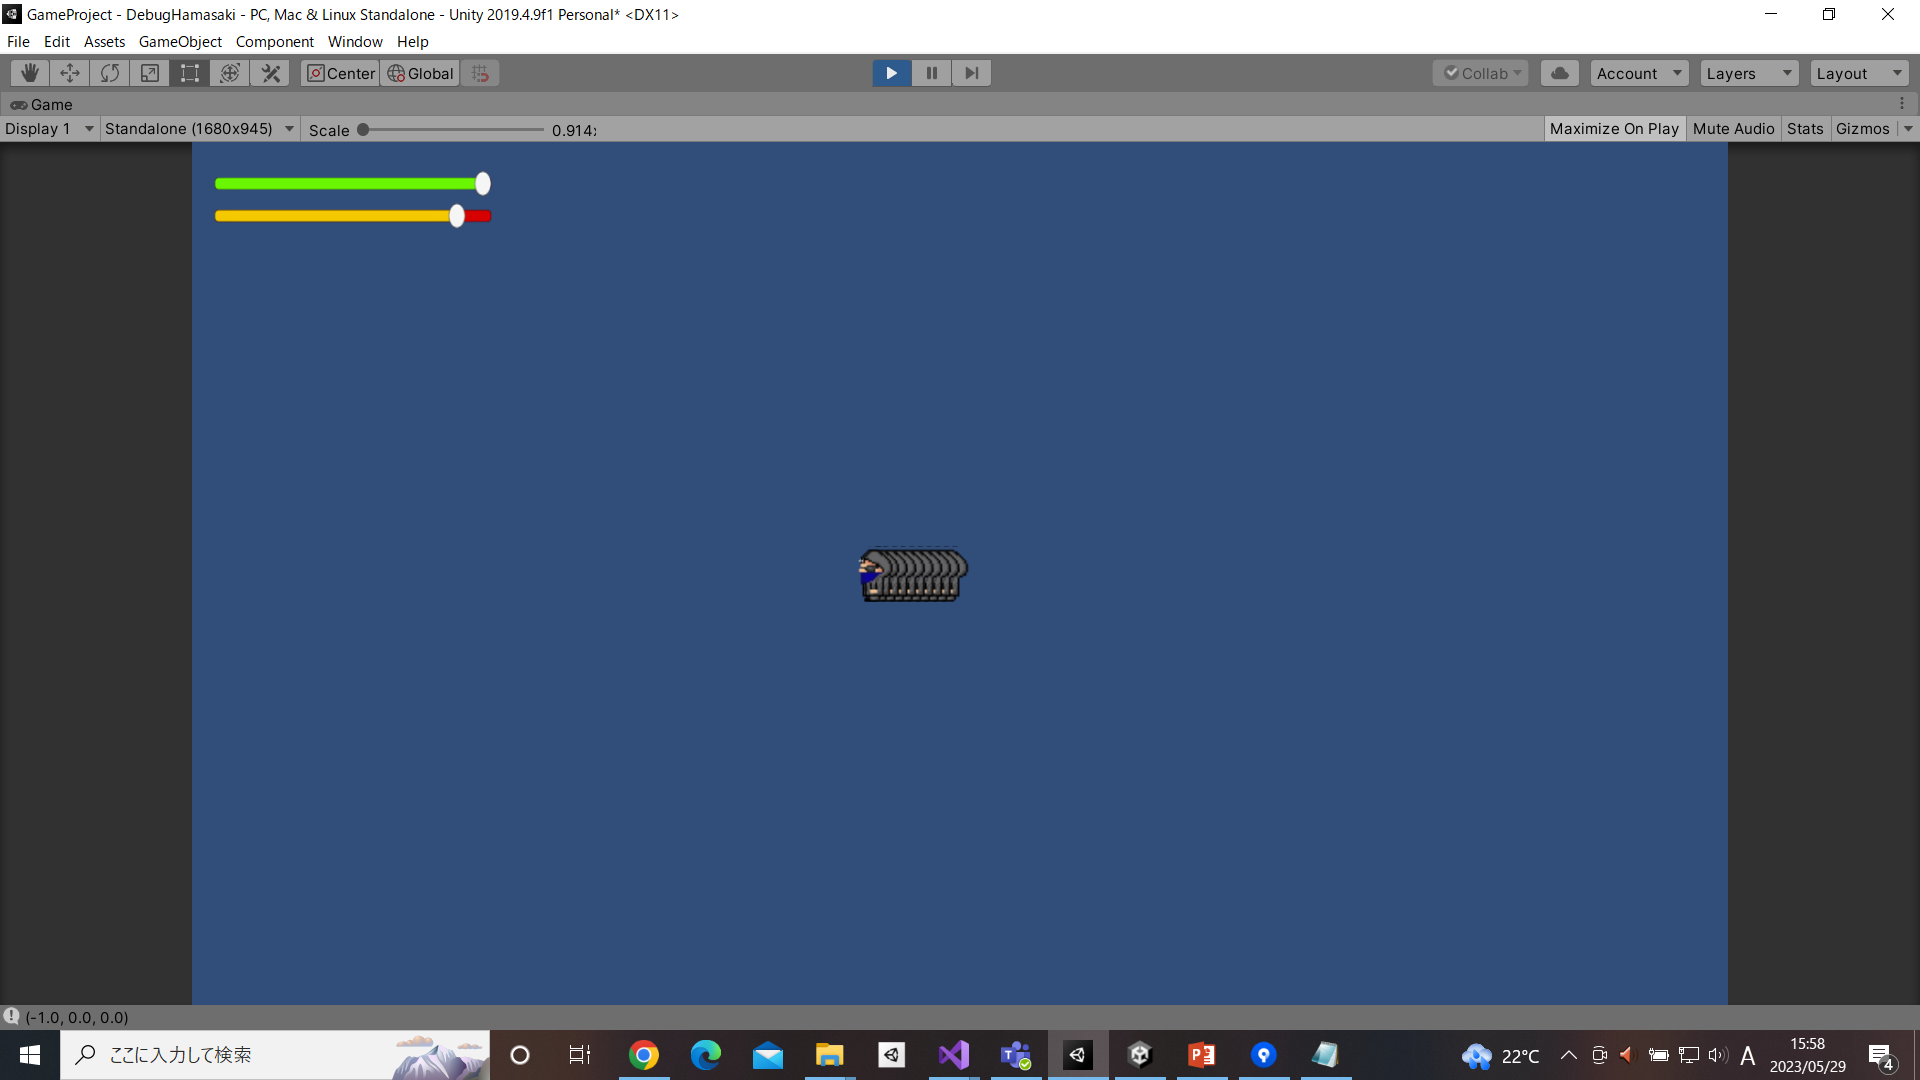 GameProject - DebugHamasaki - PC, Mac & Linux Standalone - Unity 2019.4.9f1 Personal* <DX11>
File Edit Assets GameObject Component Window Help
Center Global Collab Account Layers Layout
Game
Display 1 Standalone (1680x945) Scale 0.914x Maximize On Play Mute Audio Stats Gizmos
(-1.0, 0.0, 0.0)
ここに入力して検索 22°C A 15:58
2023/05/29 4